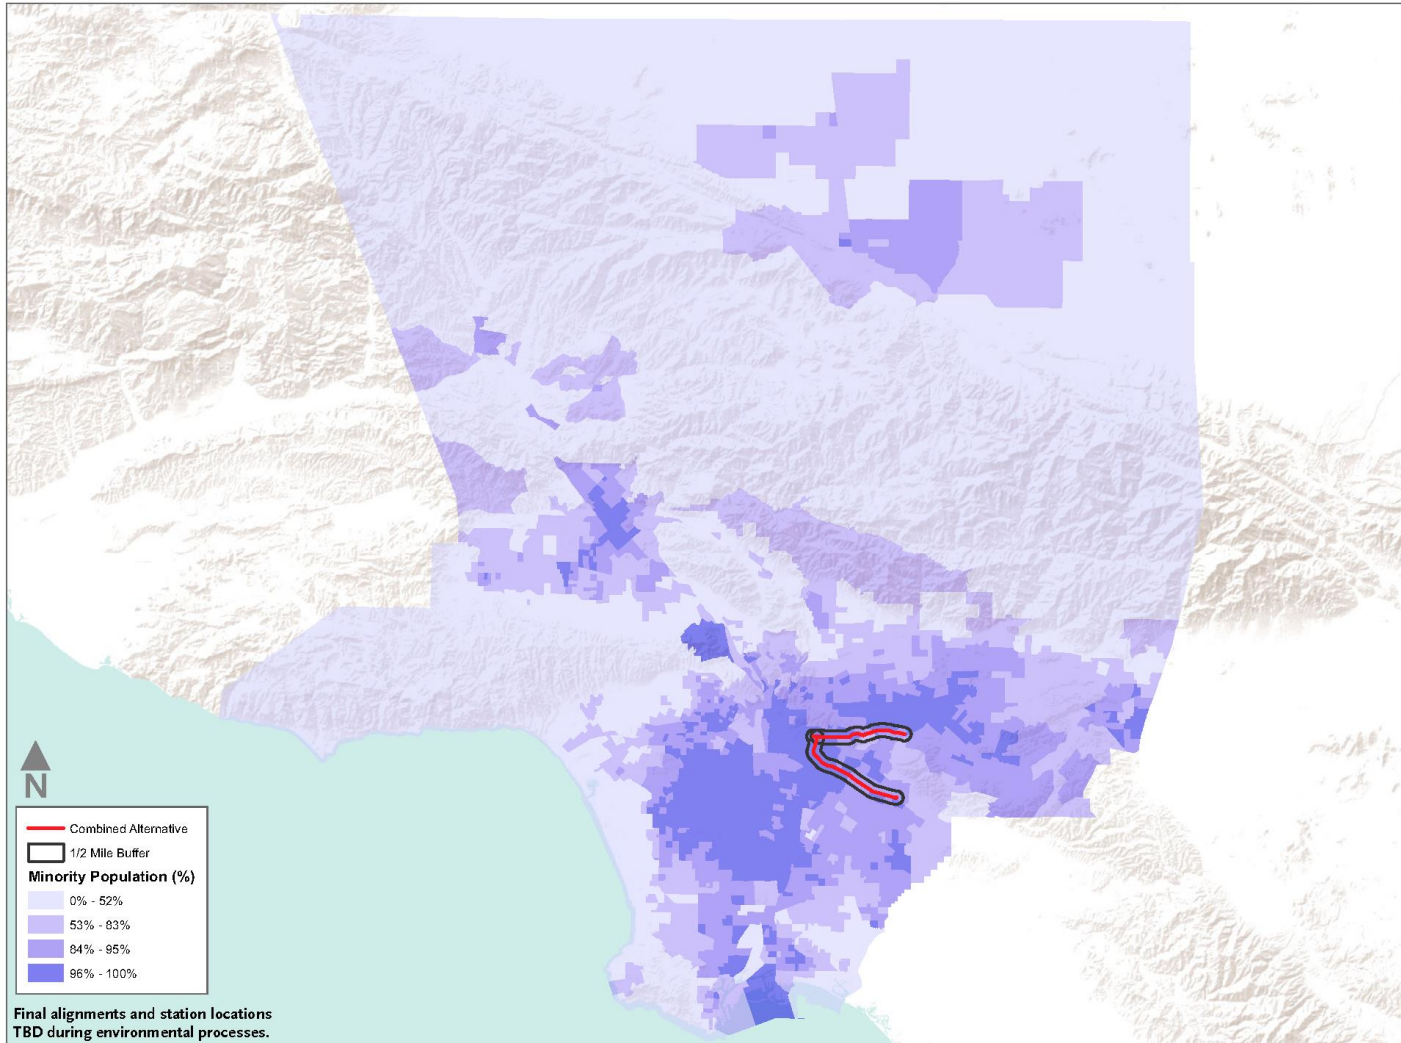 N
Combined Alternative
1/2 Mile Buffer
Minority Population (%)
0% - 52%
53% - 83%
84% - 95%
96% - 100%
Final alignments and station locations
TBD during environmental processes.